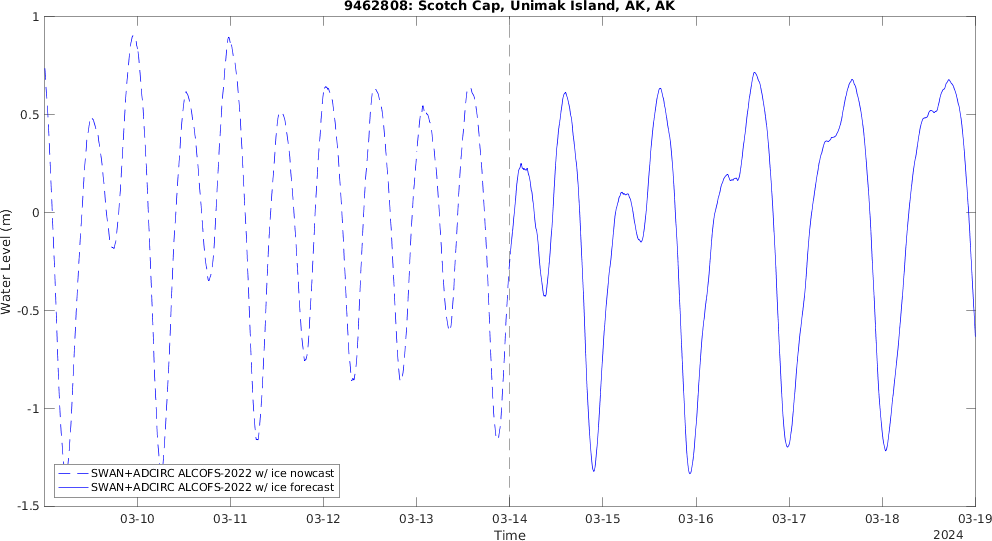 9462808: Scotch Cap, Unimak Island, AK, AK
1
0.5
0
-0.5
-1
-1.5
Water Level (m)
SWAN+ADCIRC ALCOFS-2022 w/ ice nowcast
SWAN+ADCIRC ALCOFS-2022 w/ ice forecast
03-10 03-11 03-12 03-13 03-14 03-15 03-16 03-17 03-18 03-19
Time
2024